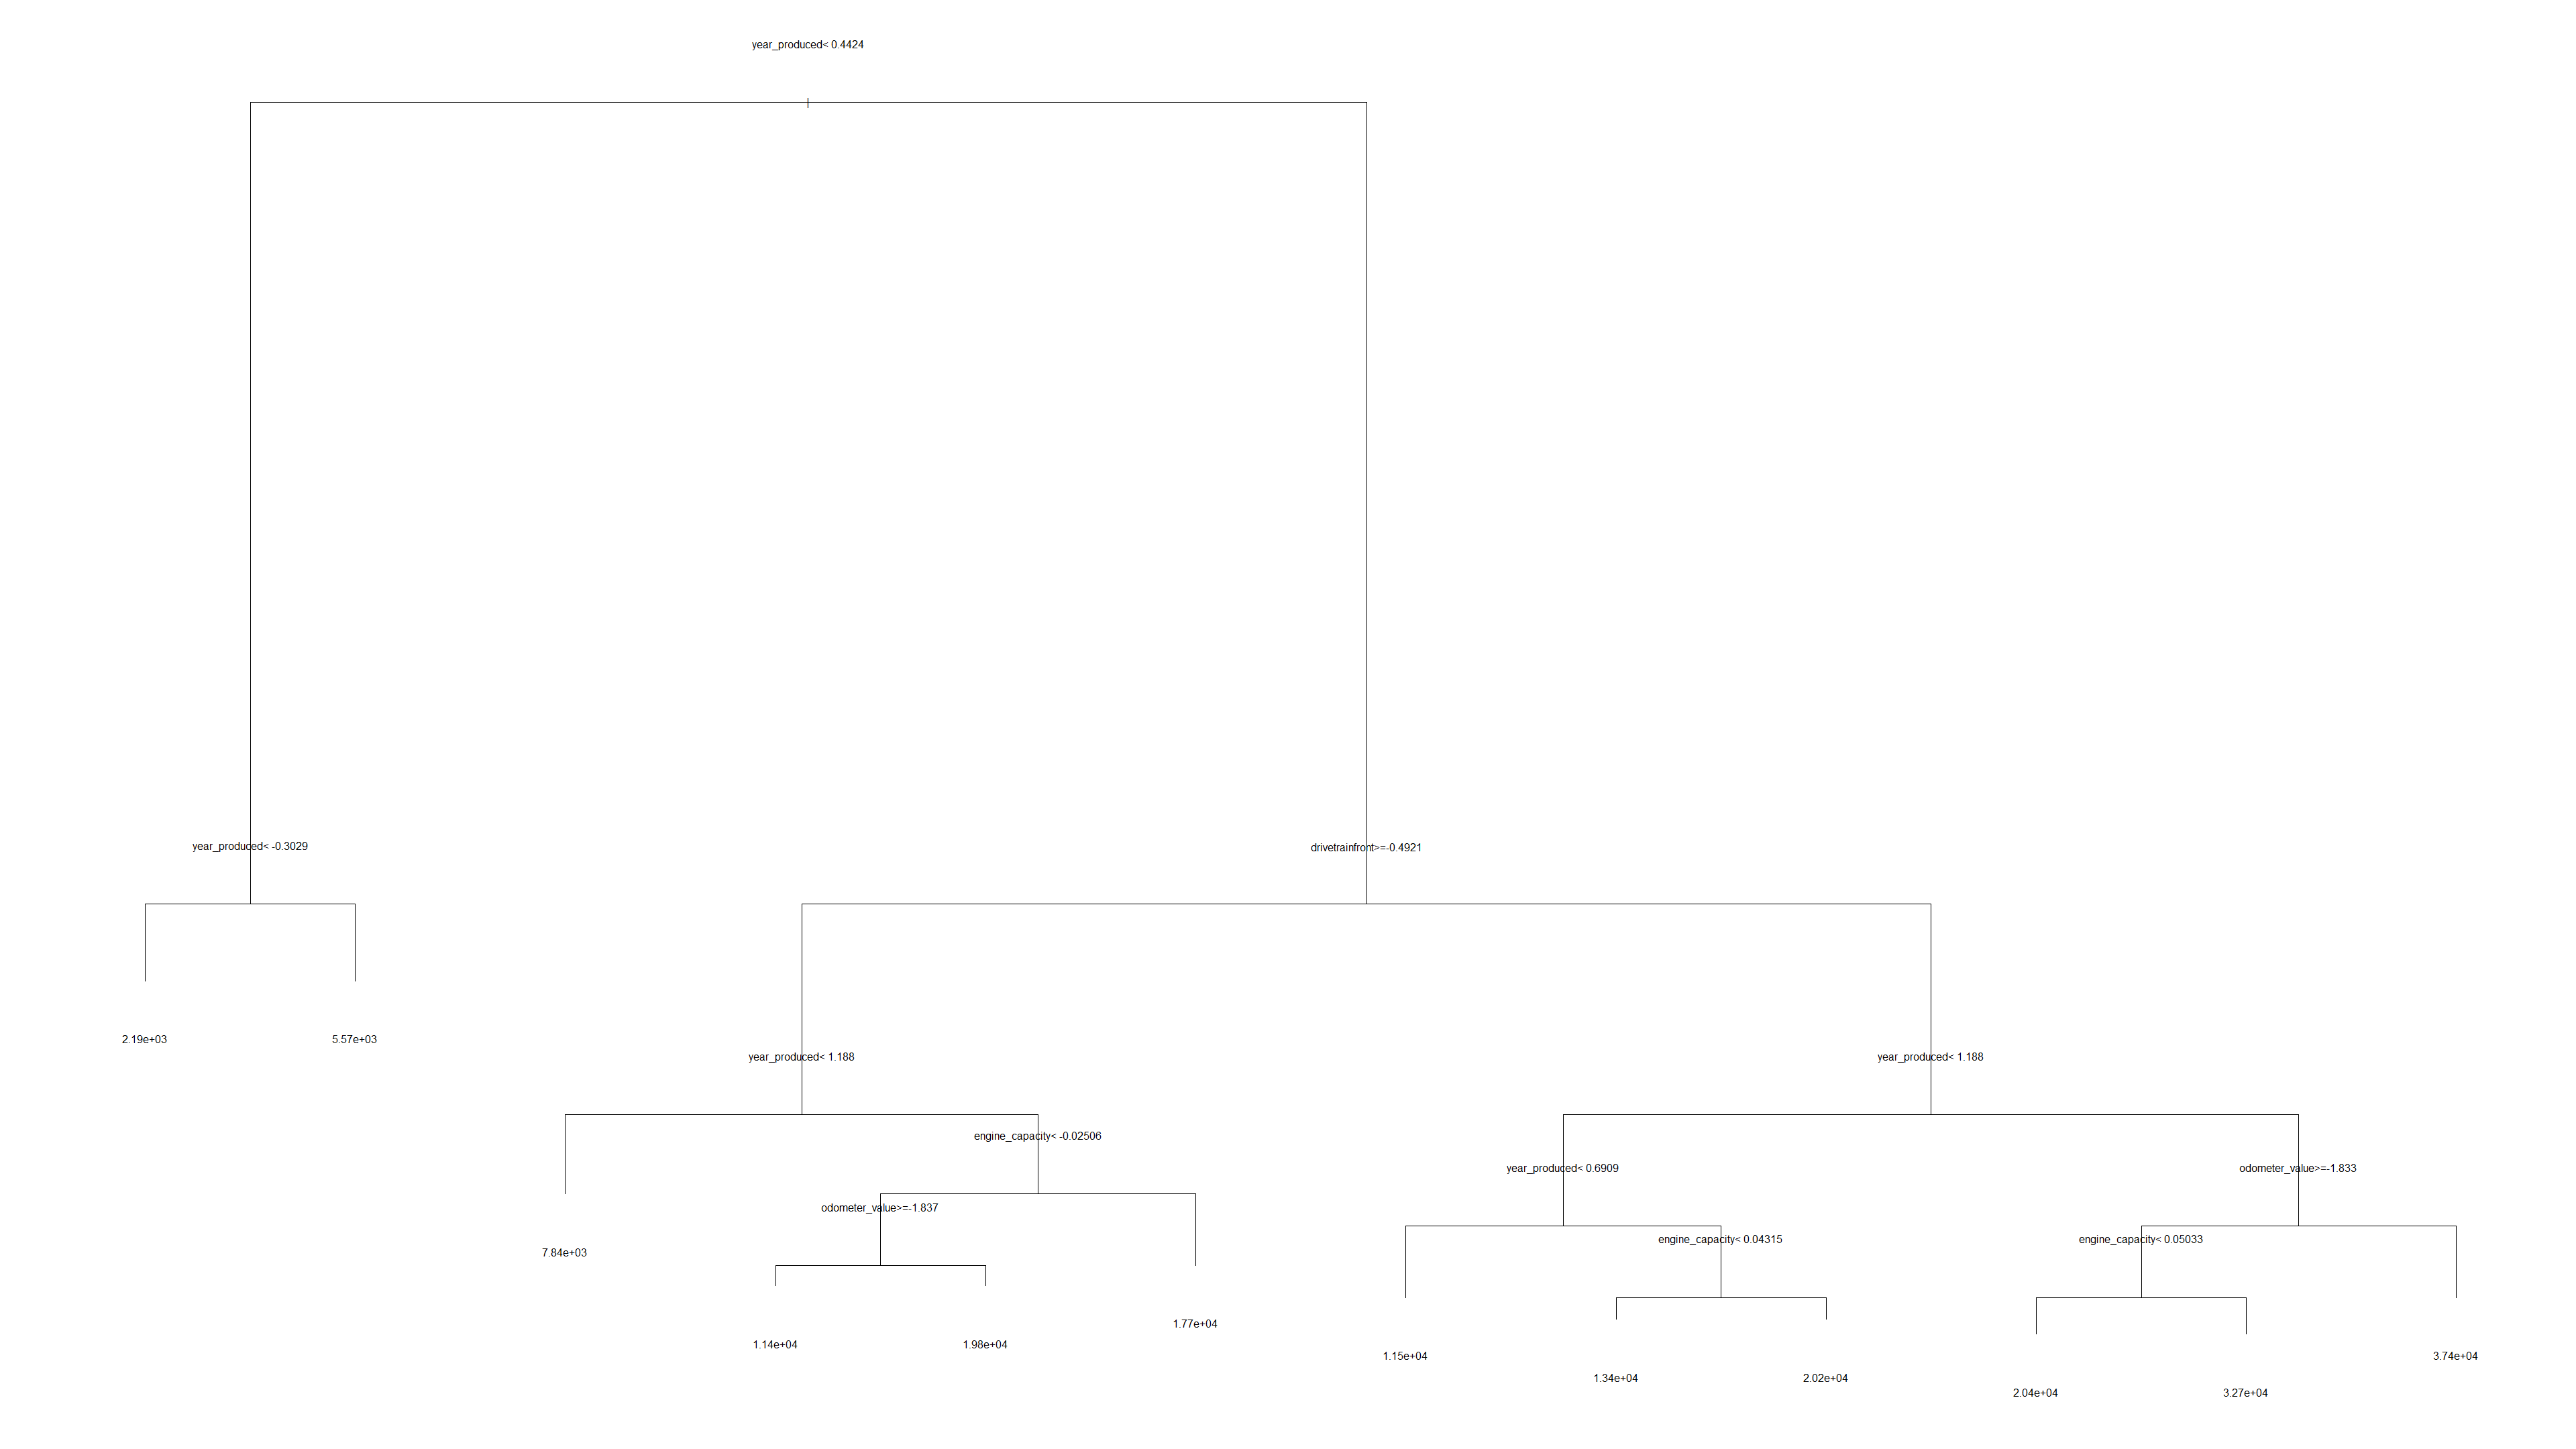 year_produced< 0.4424
year_produced< -0.3029
drivetrainfront>=-0.4921
2.19e+03
5.57e+03
year_produced< 1.188
year_produced< 1.188
engine_capacity< -0.02506
year_produced< 0.6909
odometer_value>=-1.833
odometer_value>=-1.837
engine_capacity< 0.04315
engine_capacity< 0.05033
7.84e+03
1.77e+04
1.14e+04
1.98e+04
1.15e+04
3.74e+04
1.34e+04
2.02e+04
2.04e+04
3.27e+04